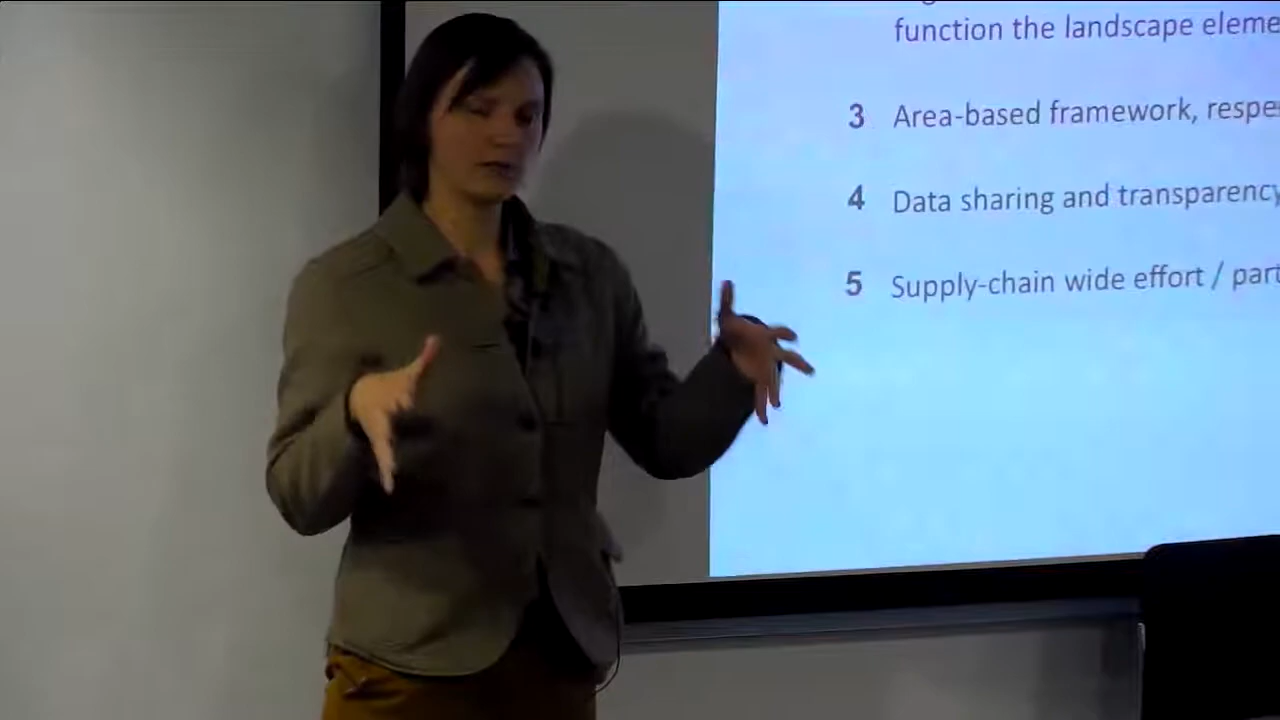 function the landscape eleme
3 Area-based framework, respe
4 Data sharing and transparency
5 Supply-chain wide effort / part